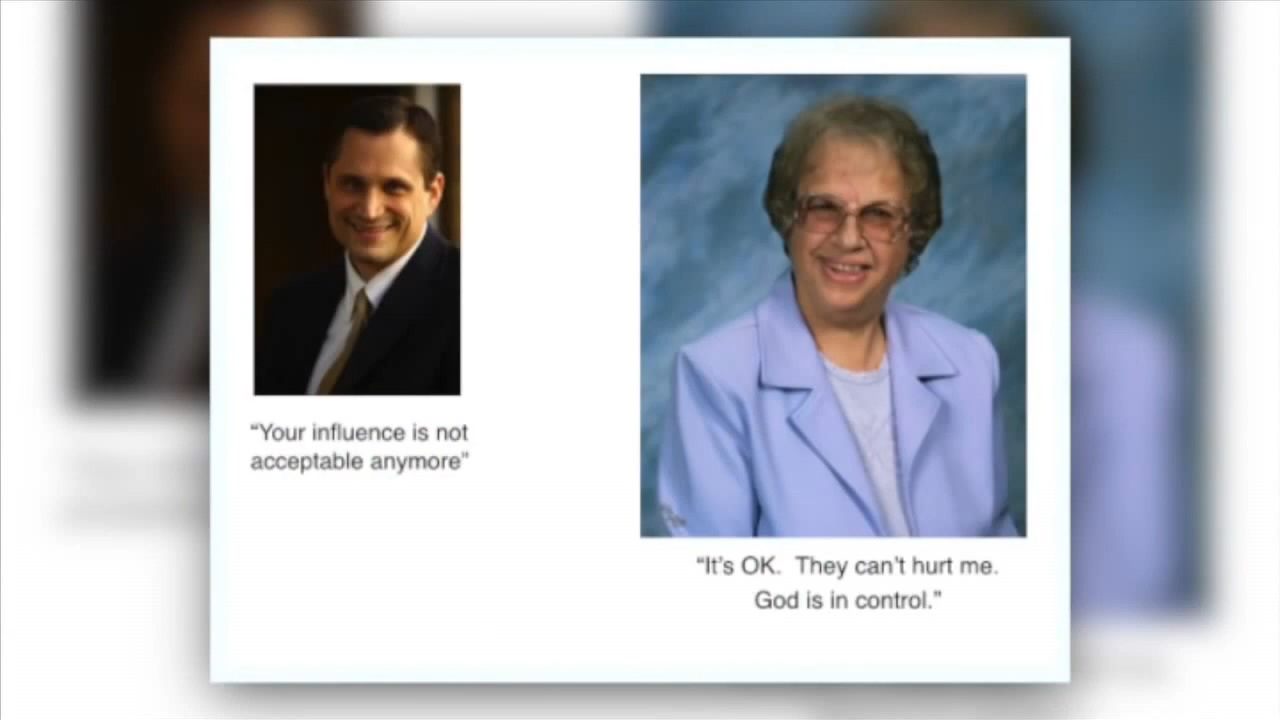 “Your influence is not
acceptable anymore”
“It’s OK.  They can’t hurt me.
God is in control.”